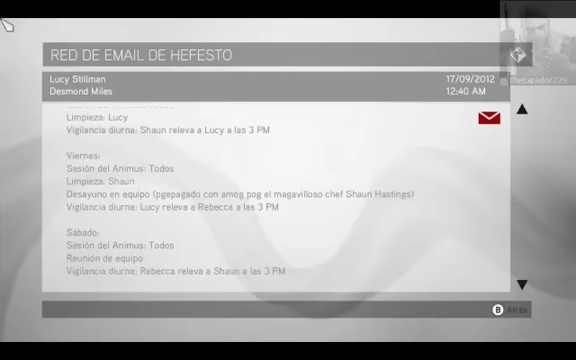 RED DE EMAIL DE HEFESTO
Lucy Stillman
17/09/2012
Desmond Miles
12:40 AM
Limpieza: Lucy
Vigilancia diurna: Shaun releva a Lucy a las 3 PM
Viernes:
Sesión del Animus: Todos
Limpieza: Shaun
Desayuno en equipo (pgepagado con amog pog el magavilloso chef Shaun Hastings)
Vigilancia diurna: Lucy releva a Rebecca a las 3 PM
Sábado:
Sesión del Animus: Todos
Reunión de equipo
Vigilancia diurna: Rebecca releva a Shaun a las 3 PM
B Atrás